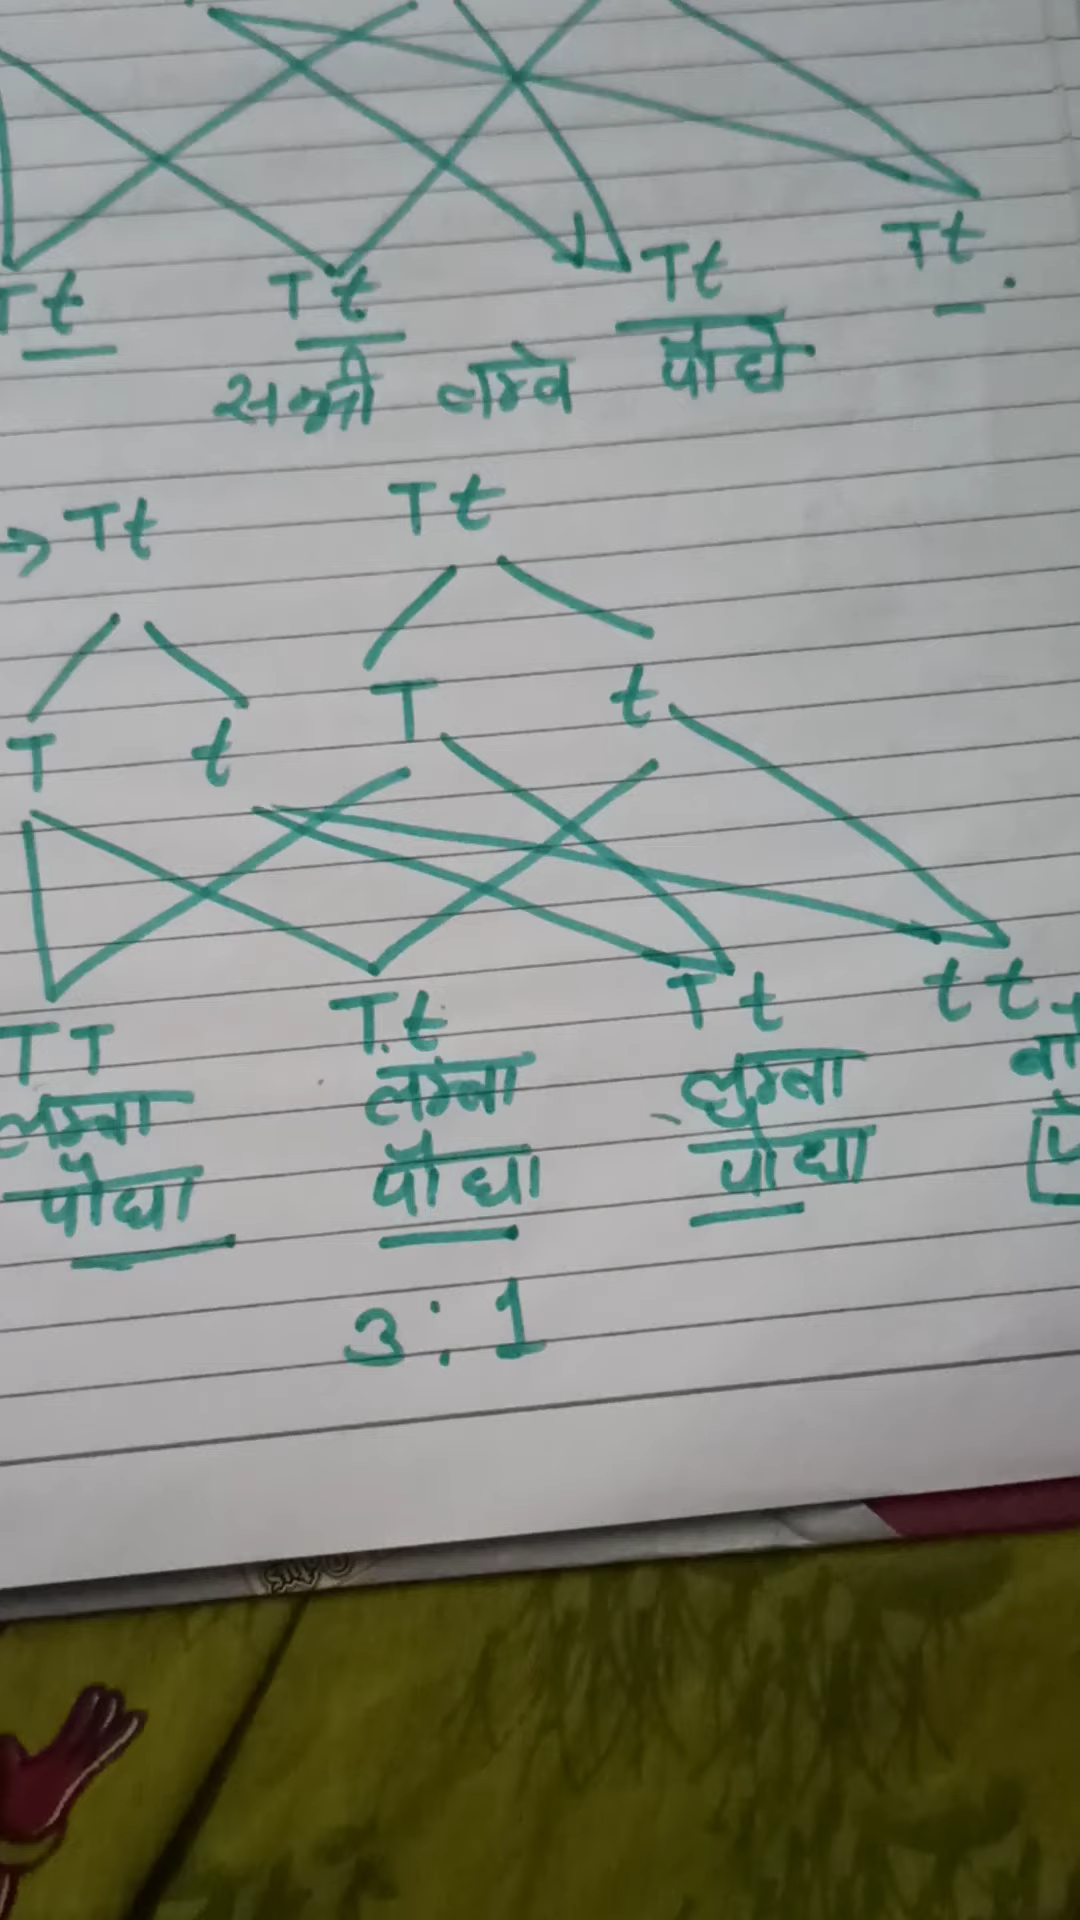 Tt Tt Tt Tt
सभी लम्बे पौधे
→ Tt Tt
T t T t
TT Tt Tt tt
लम्बा लम्बा लम्बा
पौधा पौधा पौधा
3:1